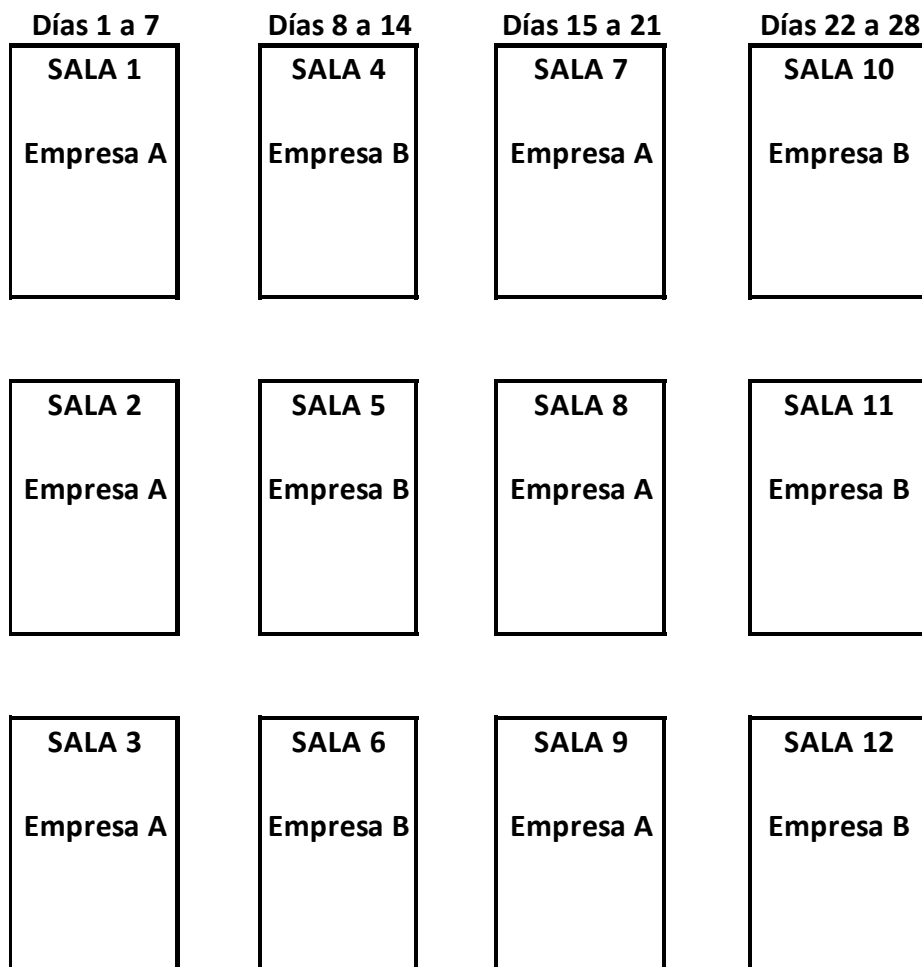 Días 1 a 7 Días 8 a 14 Días 15 a 21 Días 22 a 28
SALA 1 SALA 4 SALA 7 SALA 10
Empresa A Empresa B Empresa A Empresa B
SALA 2 SALA 5 SALA 8 SALA 11
Empresa A Empresa B Empresa A Empresa B
SALA 3 SALA 6 SALA 9 SALA 12
Empresa A Empresa B Empresa A Empresa B